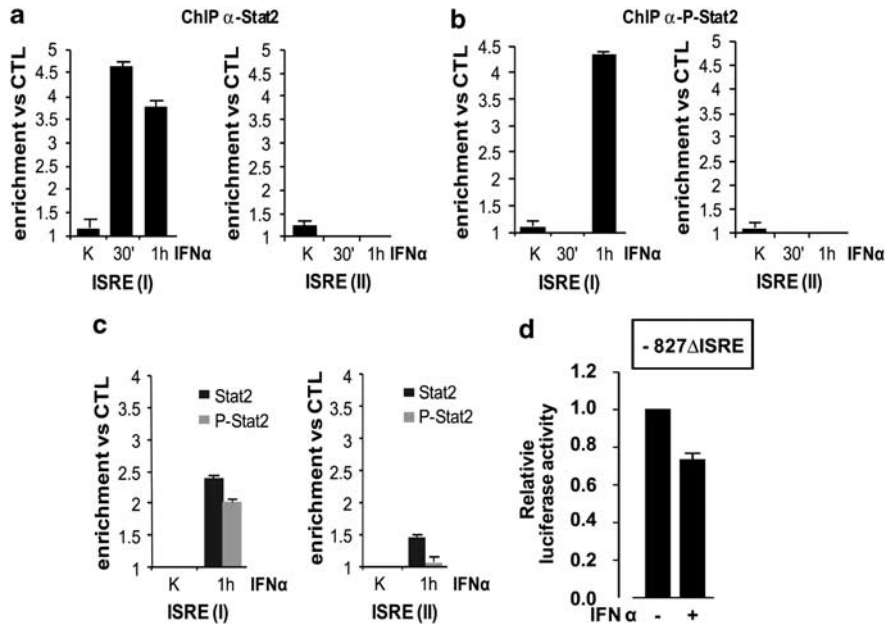 a
ChIP α-Stat2
enrichment vs CTL
5
4.5
4
3.5
3
2.5
2
1.5
1
K 30' 1h IFNα
ISRE (I)
enrichment vs CTL
5
4.5
4
3.5
3
2.5
2
1.5
1
K 30' 1h IFNα
ISRE (II)
b
ChIP α-P-Stat2
enrichment vs CTL
4.5
4
3.5
3
2.5
2
1.5
1
K 30' 1h IFNα
ISRE (I)
enrichment vs CTL
5
4.5
4
3.5
3
2.5
2
1.5
1
K 30' 1h IFNα
ISRE (II)
c
enrichment vs CTL
4
3.5
3
2.5
2
1.5
1
Stat2
P-Stat2
K 1h IFNα
ISRE (I)
enrichment vs CTL
4
3.5
3
2.5
2
1.5
1
Stat2
P-Stat2
K 1h IFNα
ISRE (II)
d
- 827ΔISRE
Relativie
luciferase activity
1.2
1.0
0.8
0.6
0.4
0.2
0.0
IFN α - +